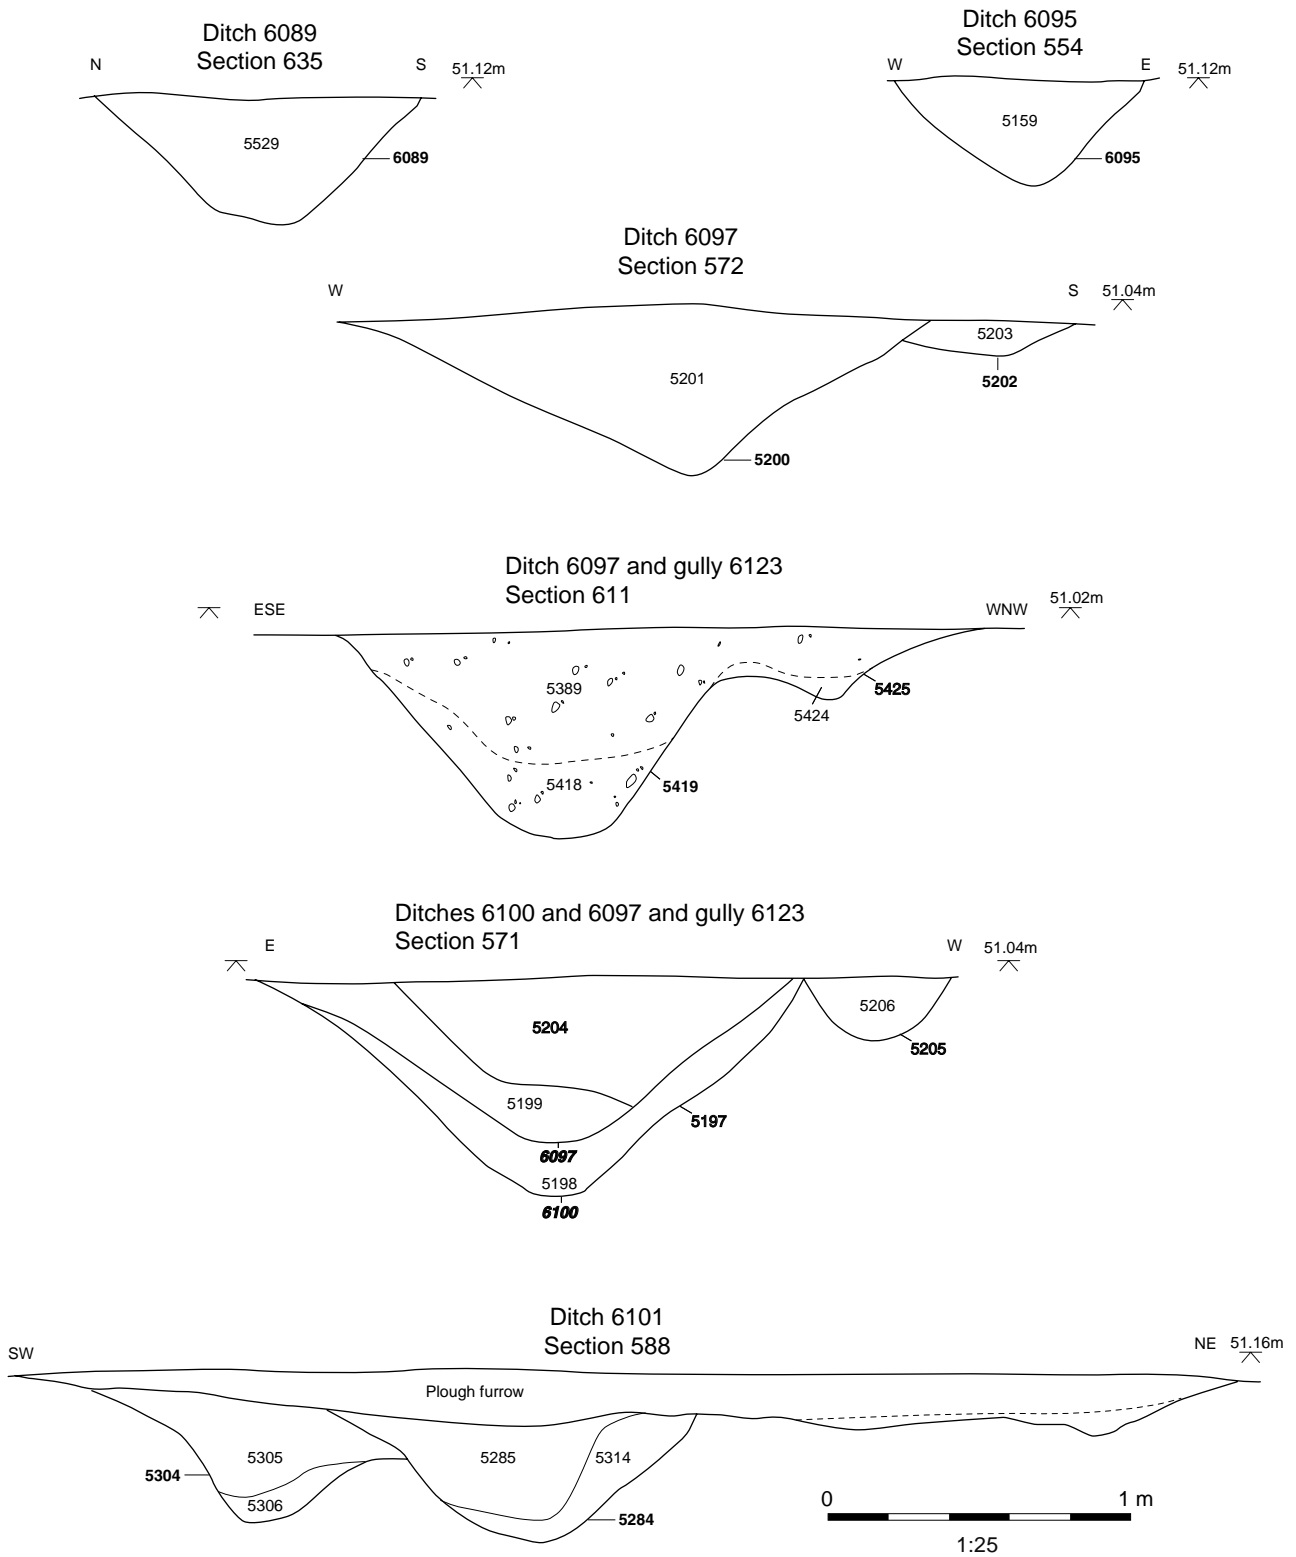 Ditch 6089
Section 635
N
S
51.12m
5529
6089
Ditch 6095
Section 554
W
E
51.12m
5159
6095
Ditch 6097
Section 572
W
S
51.04m
5203
5201
5202
5200
Ditch 6097 and gully 6123
Section 611
ESE
WNW
51.02m
5389
5425
5424
5418
5419
Ditches 6100 and 6097 and gully 6123
Section 571
E
W
51.04m
5206
5204
5205
5199
5197
6097
5198
6100
Ditch 6101
Section 588
SW
NE
51.16m
Plough furrow
5305
5285
5314
5304
5306
5284
0
1 m
1:25